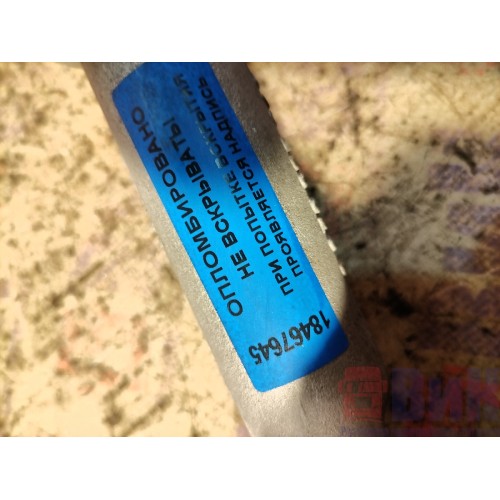 ОПЛОМБИРОВАНО
НЕ ВСКРЫВАТЬ!
ПРИ ПОПЫТКЕ ВСКРЫТИЯ
ПРОЯВЛЯЕТСЯ НАДПИСЬ
18467645